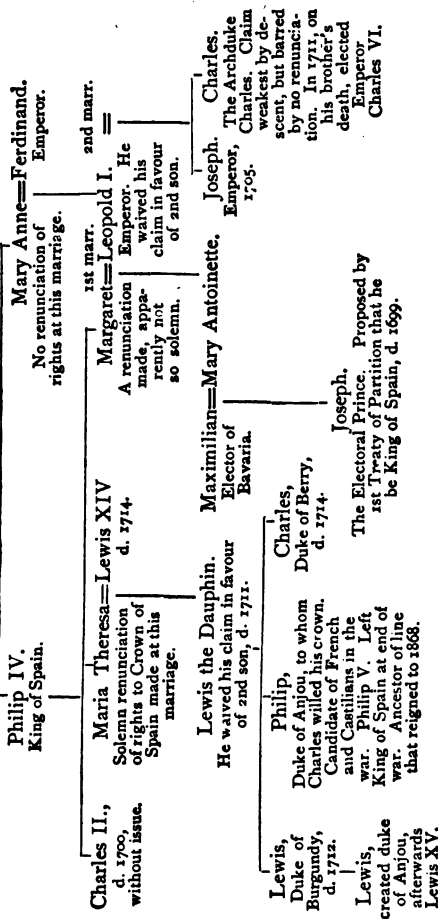 Philip IV.
King of Spain.
Mary Anne=Ferdinand.
Emperor.
No renunciation of
rights at this marriage.
Charles II.,
d. 1700,
without issue.
Maria Theresa=Lewis XIV
d. 1714.
Solemn renunciation
of rights to Crown of
Spain made at this
marriage.
1st marr.
2nd marr.
Margaret=Leopold I. =
A renunciation
made, appa-
rently not
so solemn.
Emperor. He
waived his
claim in favour
of 2nd son.
Lewis the Dauphin.
He waived his claim in favour
of 2nd son, d. 1711.
Maximilian=Mary Antoinette.
Elector of
Bavaria.
Joseph.
Emperor,
1705.
Charles.
The Archduke
Charles. Claim
weakest by de-
scent, but barred
by no renuncia-
tion. In 1711, on
his brother's
death, elected
Emperor
Charles VI.
Lewis,
Duke of
Burgundy,
d. 1712.
Philip,
Duke of Anjou, to whom
Charles willed his crown.
Candidate of French
and Castilians in the
war. Philip V. Left
King of Spain at end of
war. Ancestor of line
that reigned to 1868.
Charles,
Duke of Berry,
d. 1714.
Joseph.
The Electoral Prince. Proposed by
1st Treaty of Partition that he
be King of Spain, d. 1699.
Lewis,
created duke
of Anjou,
afterwards
Lewis XV.